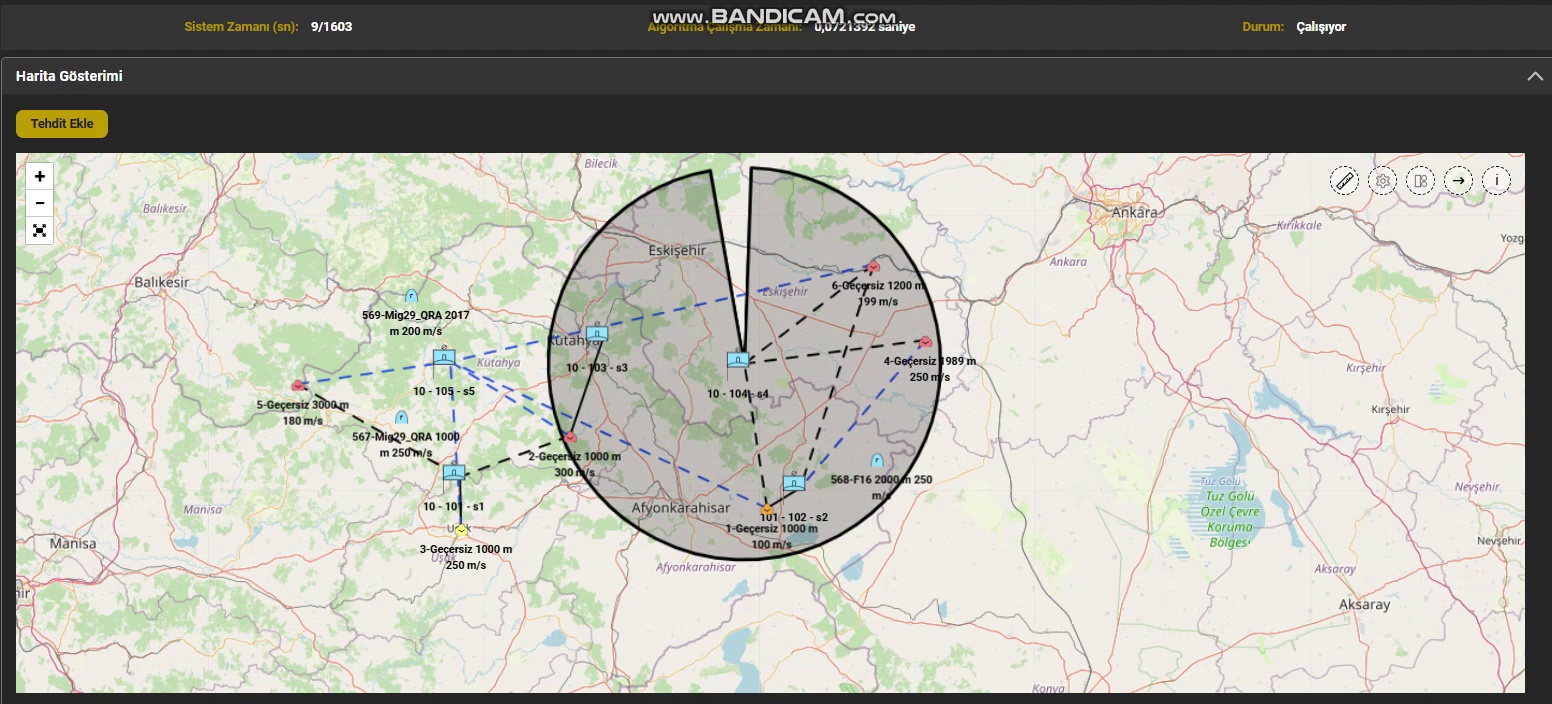 www.BANDICAM.com
Sistem Zamanı (sn): 9/1603
Algoritma Çalışma Zamanı: 0,0721392 saniye
Durum: Çalışıyor
Harita Gösterimi
Tehdit Ekle
+
−
Bilecik
Balıkesir
Ankara
Kırıkkale
Yozg
Eskişehir
Ankara
Balıkesir
Eskişehir
6-Geçersiz 1200 m
199 m/s
569-Mig29_QRA 2017
m 200 m/s
Kütahya
Kütahya
10 - 103 - s3
4-Geçersiz 1989 m
250 m/s
Kırşehir
10 - 105 - s5
10 - 104 - s4
5-Geçersiz 3000 m
180 m/s
Kırşehir
567-Mig29_QRA 1000
m 250 m/s
2-Geçersiz 1000 m
300 m/s
568-F16 2000 m 250
m/s
Tuz Gölü
Tuz Gölü
Özel Çevre
Koruma
Bölgesi
Nevşehir
10 - 101 - s1
Manisa
Afyonkarahisar
101 - 102 - s2
1-Geçersiz 1000 m
100 m/s
Uşak
Manisa
3-Geçersiz 1000 m
250 m/s
Uşak
Nevşehir
Afyonkarahisar
Aksaray
Aksaray
Konya